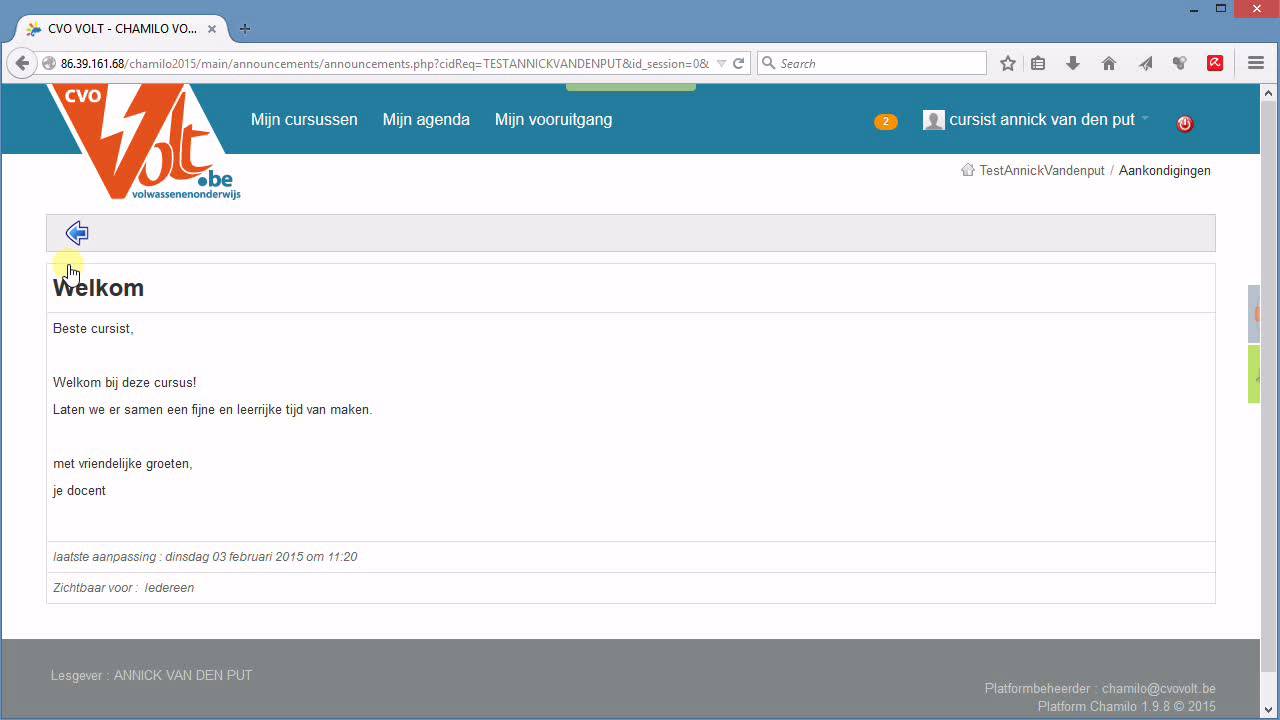 CVO VOLT - CHAMILO VO...
86.39.161.68/chamilo2015/main/announcements/announcements.php?cidReq=TESTANNICKVANDENPUT&id_session=0&
Search
CVO
Volt
.be
volwassenenonderwijs
Mijn cursussen
Mijn agenda
Mijn vooruitgang
2
cursist annick van den put
TestAnnickVandenput / Aankondigingen
Welkom
Beste cursist,
Welkom bij deze cursus!
Laten we er samen een fijne en leerrijke tijd van maken.
met vriendelijke groeten,
je docent
laatste aanpassing : dinsdag 03 februari 2015 om 11:20
Zichtbaar voor : Iedereen
Lesgever : ANNICK VAN DEN PUT
Platformbeheerder : chamilo@cvovolt.be
Platform Chamilo 1.9.8 © 2015